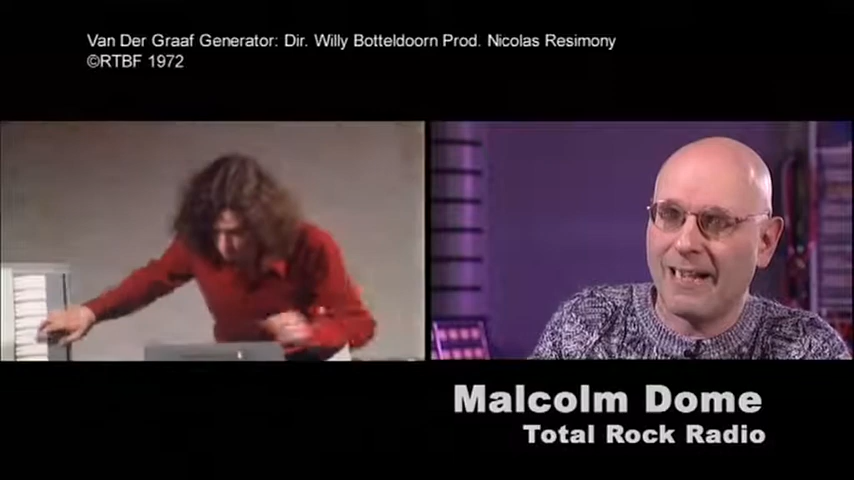 Van Der Graaf Generator: Dir. Willy Botteldoorn Prod. Nicolas Resimony
©RTBF 1972
Malcolm Dome
Total Rock Radio